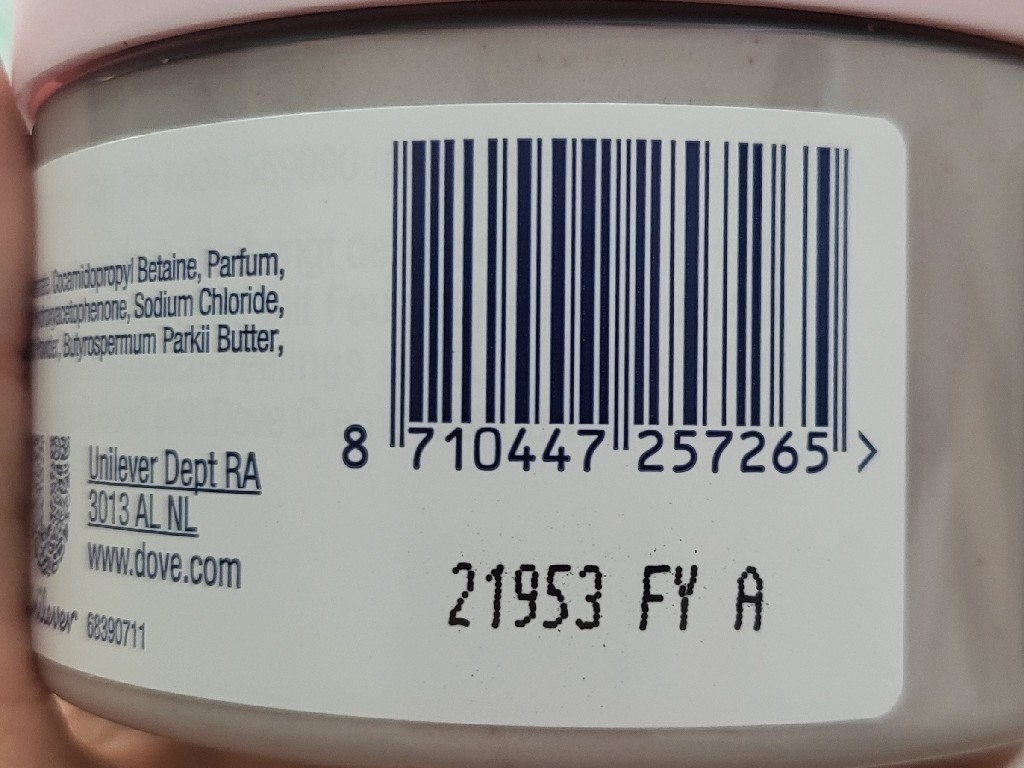 Cocamidopropyl Betaine, Parfum,
Sodium Chloride,
Butyrospermum Parkii Butter,
8 710447 257265 >
Unilever Dept RA
3013 AL NL
www.dove.com
68390711
21953 FY A